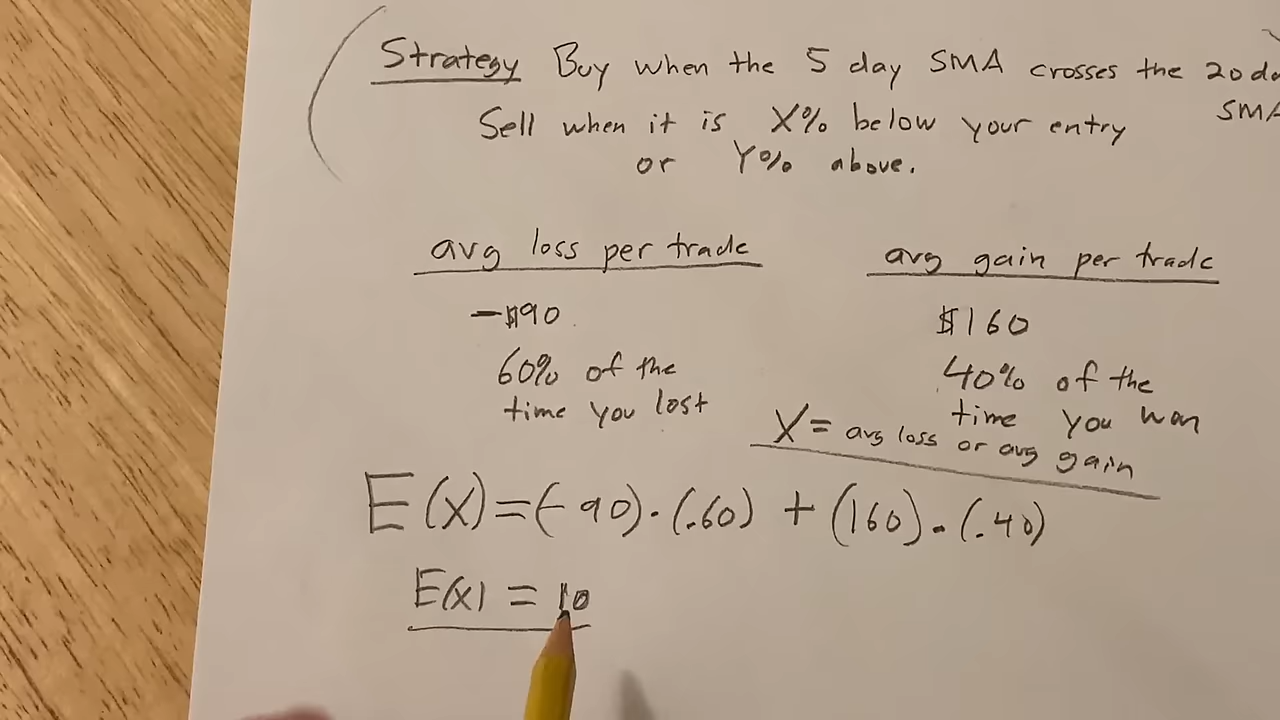 Strategy Buy when the 5 day SMA crosses the 20 da
SMA
Sell when it is X% below your entry
or Y% above.
avg loss per trade
-$90
60% of the
time you lost
avg gain per trade
$160
40% of the
time you won
X = avg loss or avg gain
E(X) = (-90)·(.60) + (160)·(.40)
E(X) = 10